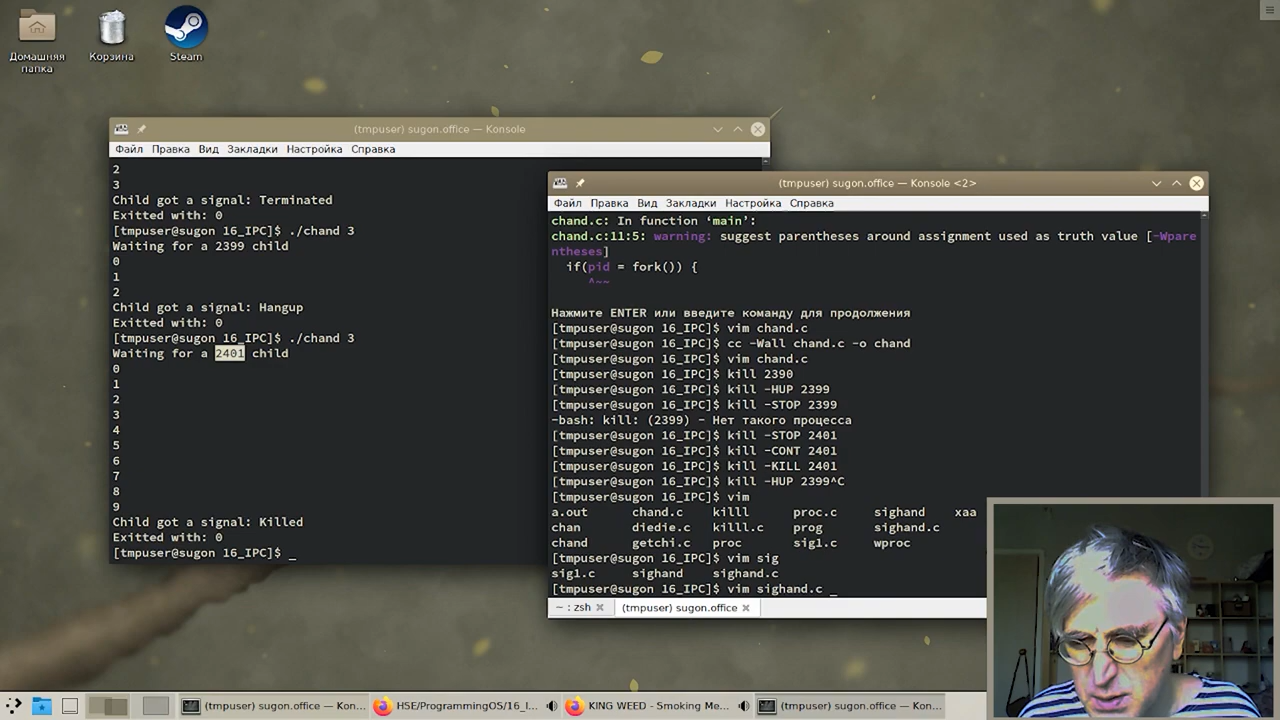 Домашняя
папка
Корзина
Steam
(tmpuser) sugon.office — Konsole
Файл Правка Вид Закладки Настройка Справка
2
3
Child got a signal: Terminated
Exitted with: 0
[tmpuser@sugon 16_IPC]$ ./chand 3
Waiting for a 2399 child
0
1
2
Child got a signal: Hangup
Exitted with: 0
[tmpuser@sugon 16_IPC]$ ./chand 3
Waiting for a 2401 child
0
1
2
3
4
5
6
7
8
9
Child got a signal: Killed
Exitted with: 0
[tmpuser@sugon 16_IPC]$ _
(tmpuser) sugon.office — Konsole <2>
Файл Правка Вид Закладки Настройка Справка
chand.c: In function ‘main’:
chand.c:11:5: warning: suggest parentheses around assignment used as truth value [-Wpare
ntheses]
if(pid = fork()) {
^~~
Нажмите ENTER или введите команду для продолжения
[tmpuser@sugon 16_IPC]$ vim chand.c
[tmpuser@sugon 16_IPC]$ cc -Wall chand.c -o chand
[tmpuser@sugon 16_IPC]$ vim chand.c
[tmpuser@sugon 16_IPC]$ kill 2390
[tmpuser@sugon 16_IPC]$ kill -HUP 2399
[tmpuser@sugon 16_IPC]$ kill -STOP 2399
-bash: kill: (2399) - Нет такого процесса
[tmpuser@sugon 16_IPC]$ kill -STOP 2401
[tmpuser@sugon 16_IPC]$ kill -CONT 2401
[tmpuser@sugon 16_IPC]$ kill -KILL 2401
[tmpuser@sugon 16_IPC]$ kill -HUP 2399^C
[tmpuser@sugon 16_IPC]$ vim
a.out chand.c killl proc.c sighand xaa
chan diedie.c killl.c prog sighand.c
chand getchi.c proc sig1.c wproc
[tmpuser@sugon 16_IPC]$ vim sig
sig1.c sighand sighand.c
[tmpuser@sugon 16_IPC]$ vim sighand.c _
~ : zsh
(tmpuser) sugon.office
(tmpuser) sugon.office — Kon...
HSE/ProgrammingOS/16_I...
KING WEED - Smoking Me...
(tmpuser) sugon.office — Kon...